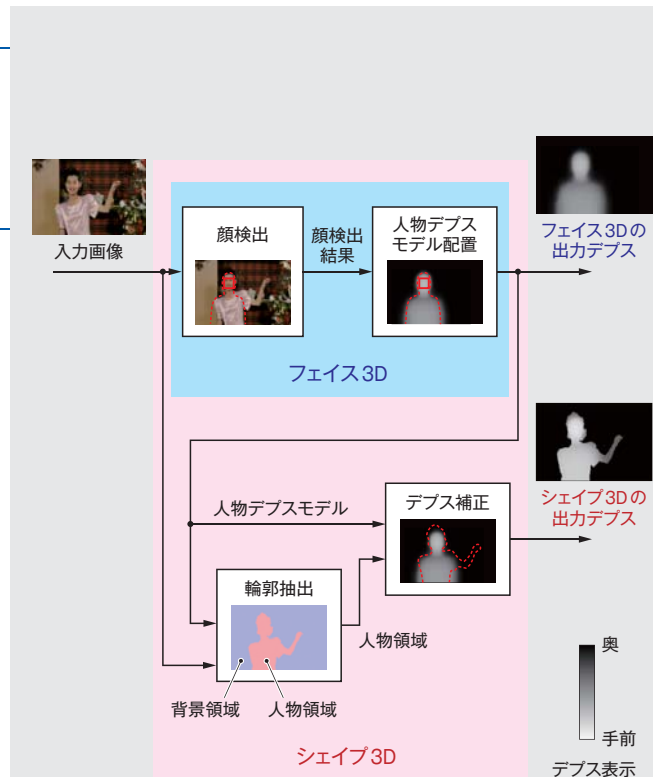 入力画像
顔検出
顔検出
結果
人物デプス
モデル配置
フェイス3Dの
出力デプス
フェイス3D
人物デプスモデル
デプス補正
シェイプ3Dの
出力デプス
輪郭抽出
人物領域
背景領域
人物領域
シェイプ3D
奥
手前
デプス表示